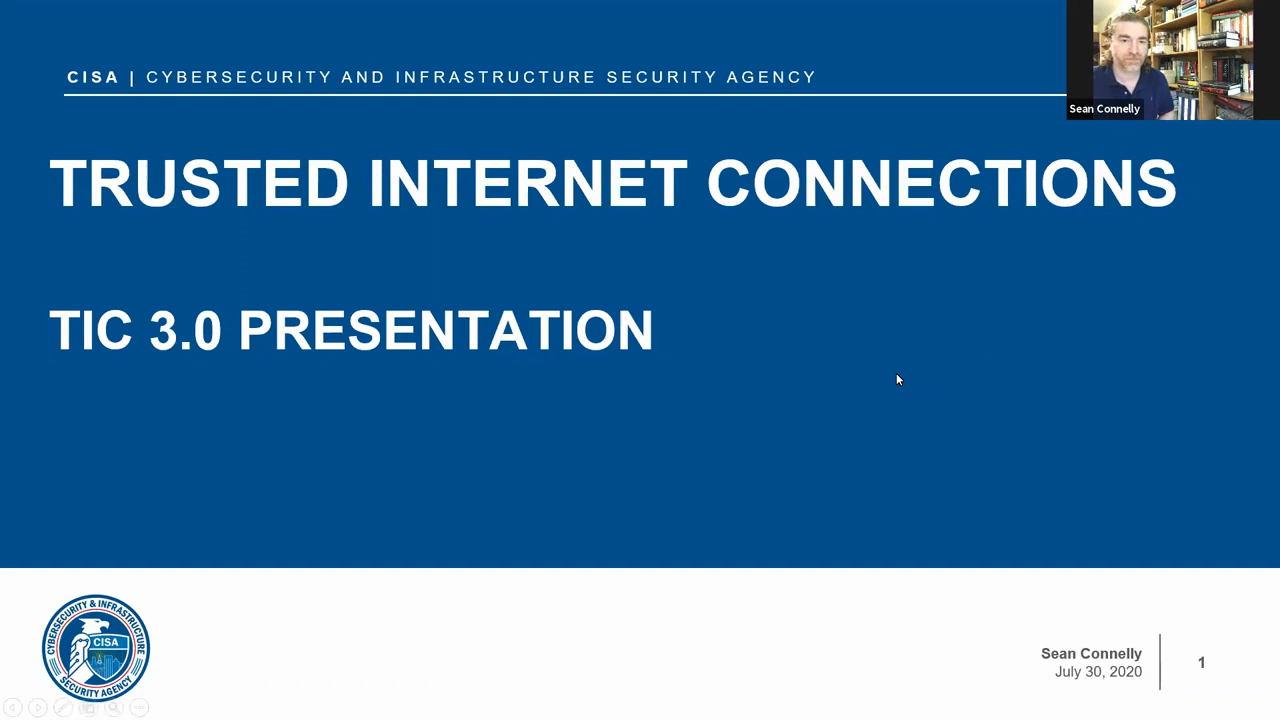 CISA | CYBERSECURITY AND INFRASTRUCTURE SECURITY AGENCY
Sean Connelly
TRUSTED INTERNET CONNECTIONS
TIC 3.0 PRESENTATION
CYBERSECURITY & INFRASTRUCTURE
CISA
SECURITY AGENCY
Sean Connelly
July 30, 2020
1